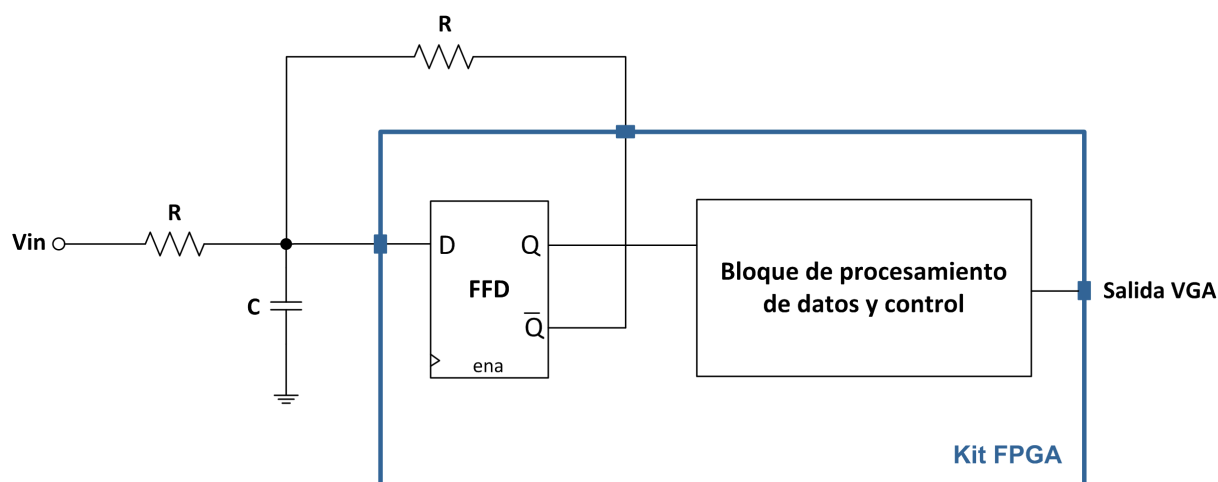 R
R
Vin
C
D
Q
FFD
Q̅
ena
Bloque de procesamiento
de datos y control
Salida VGA
Kit FPGA